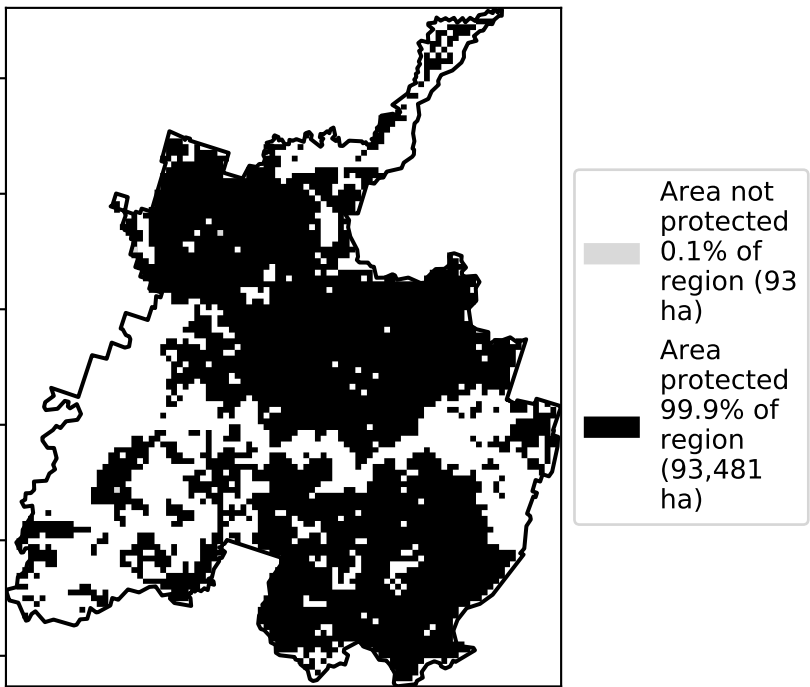 Area not
protected
0.1% of
region (93
ha)
Area
protected
99.9% of
region
(93,481
ha)